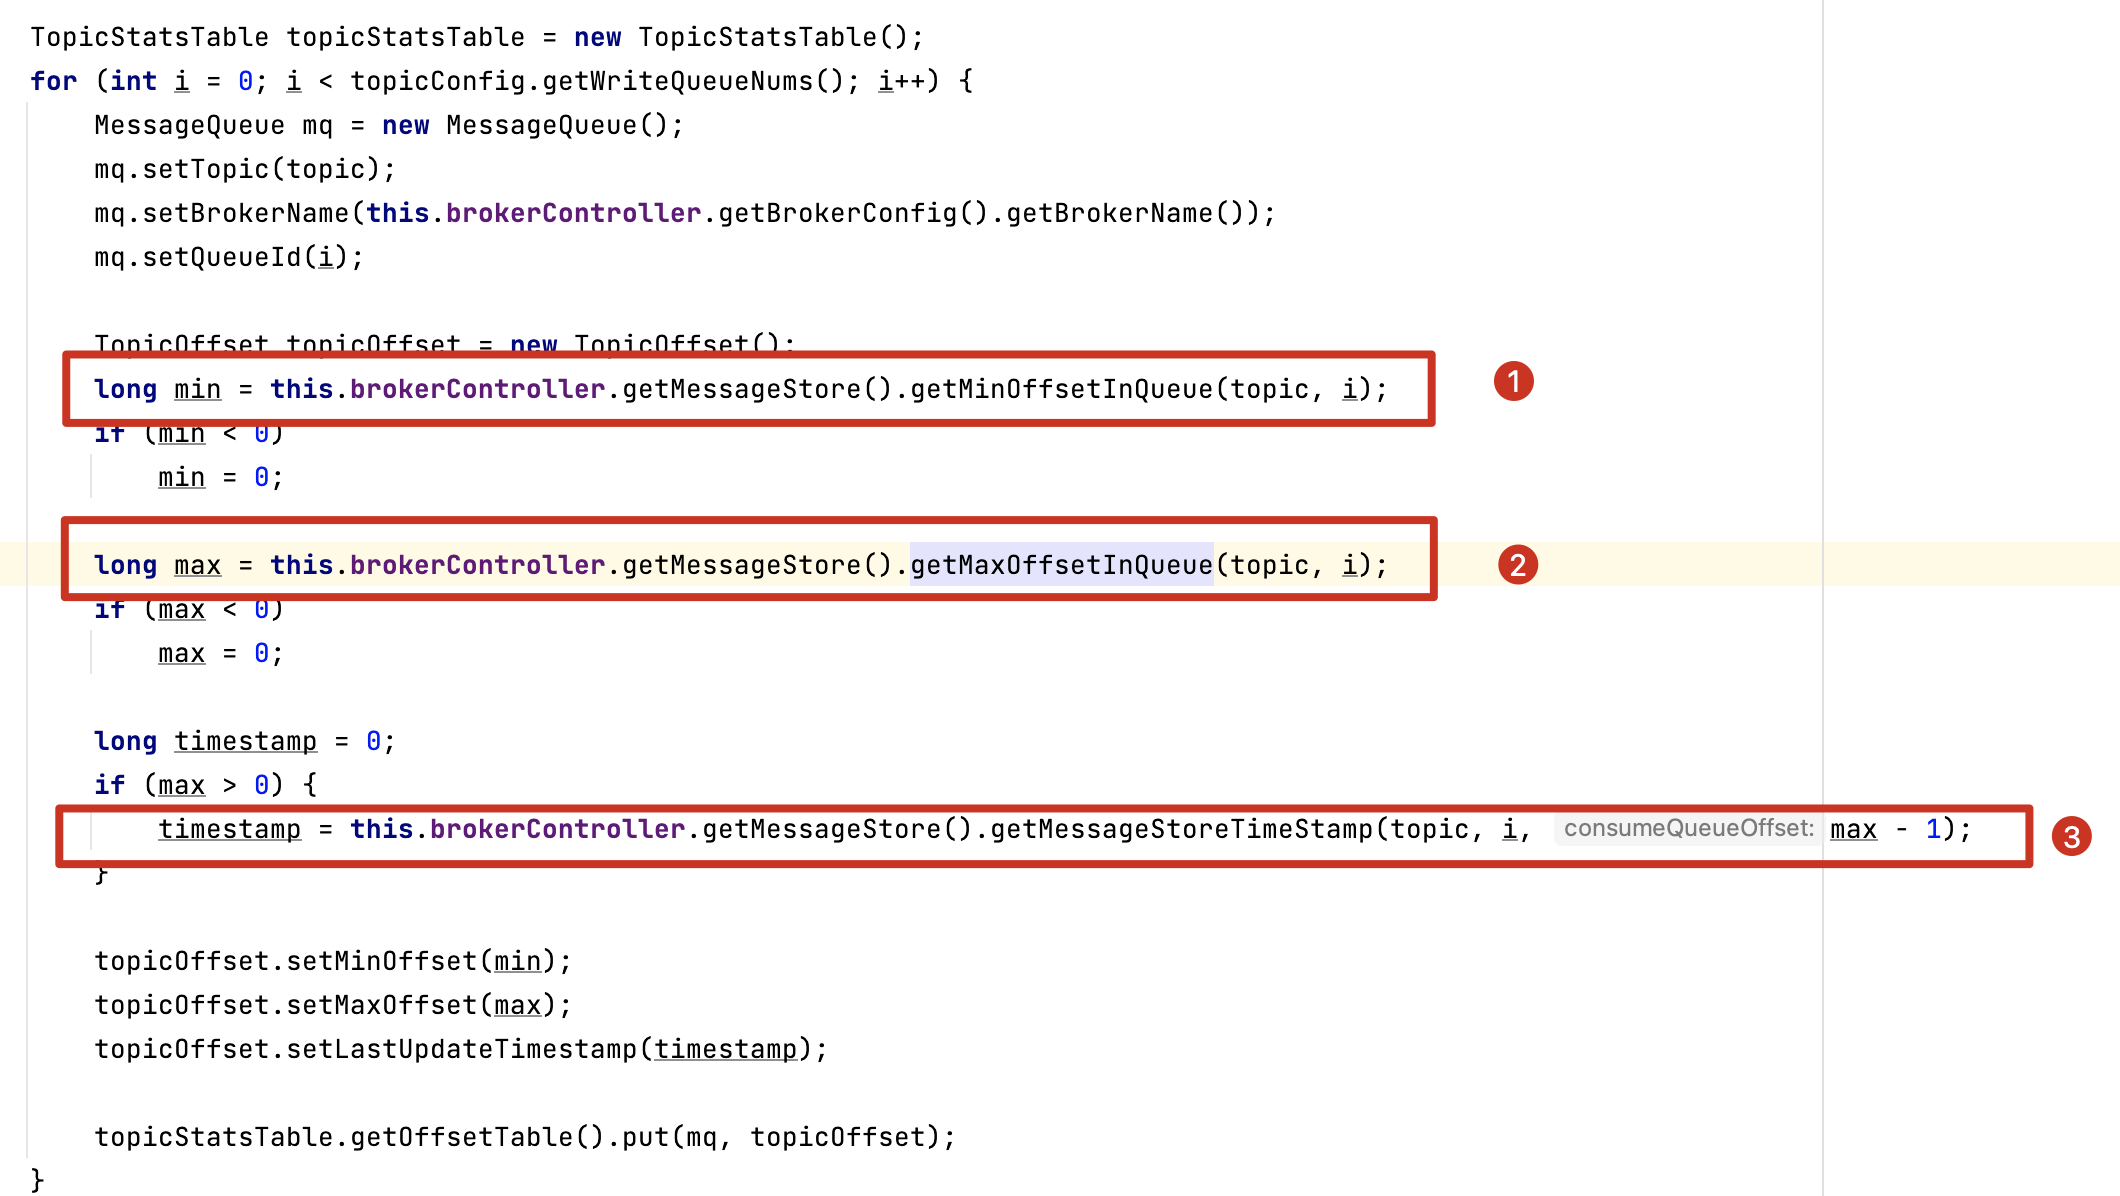 TopicStatsTable topicStatsTable = new TopicStatsTable();
for (int i = 0; i < topicConfig.getWriteQueueNums(); i++) {
    MessageQueue mq = new MessageQueue();
    mq.setTopic(topic);
    mq.setBrokerName(this.brokerController.getBrokerConfig().getBrokerName());
    mq.setQueueId(i);
    TopicOffset topicOffset = new TopicOffset();
    long min = this.brokerController.getMessageStore().getMinOffsetInQueue(topic, i); 1
    if (min < 0)
        min = 0;
    long max = this.brokerController.getMessageStore().getMaxOffsetInQueue(topic, i); 2
    if (max < 0)
        max = 0;
    long timestamp = 0;
    if (max > 0) {
        timestamp = this.brokerController.getMessageStore().getMessageStoreTimeStamp(topic, i, consumeQueueOffset: max - 1); 3
    }
    topicOffset.setMinOffset(min);
    topicOffset.setMaxOffset(max);
    topicOffset.setLastUpdateTimestamp(timestamp);
    topicStatsTable.getOffsetTable().put(mq, topicOffset);
}